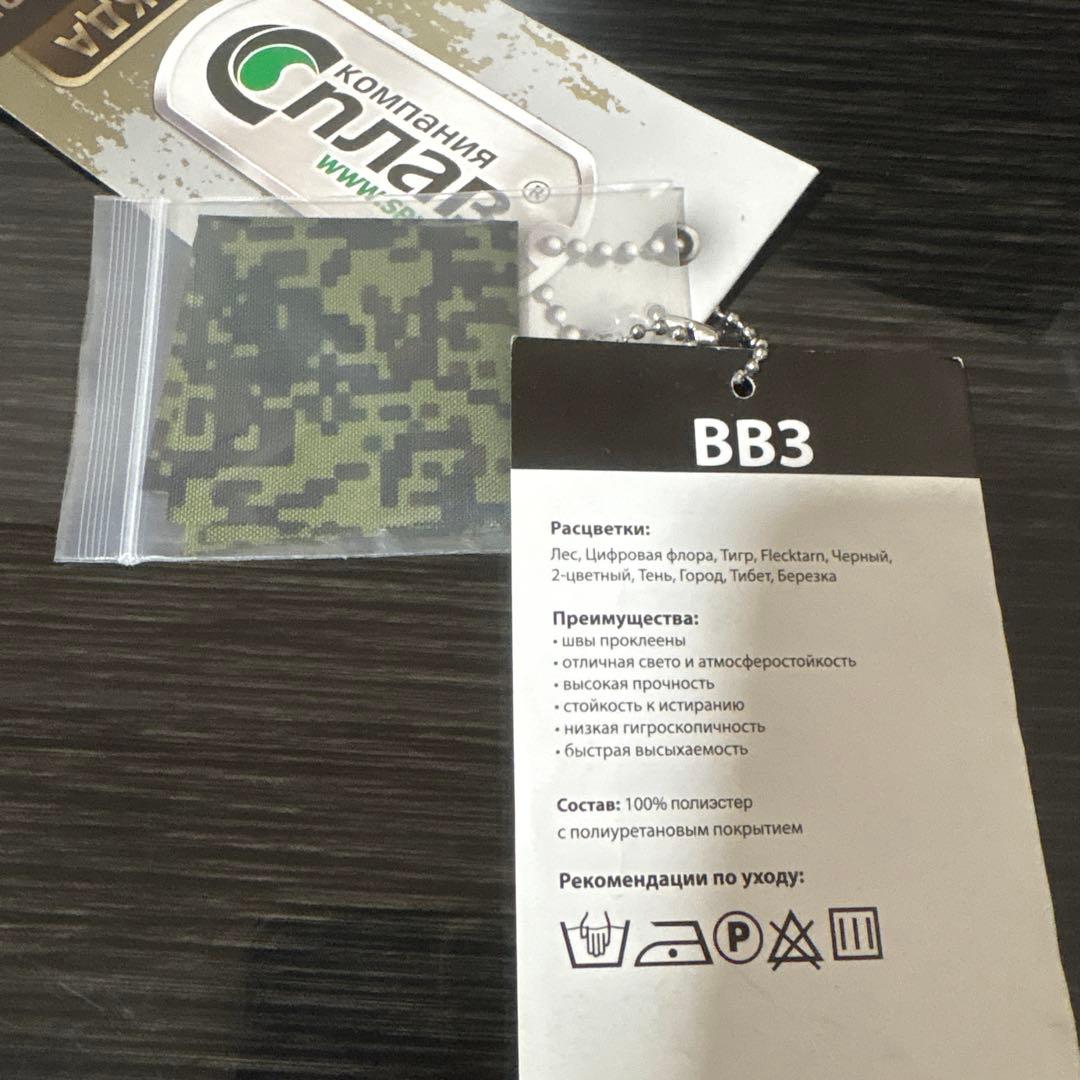 компания
Сплав®
ВВЗ
Расцветки:
Лес, Цифровая флора, Тигр, Flecktarn, Черный,
2-цветный, Тень, Город, Тибет, Березка
Преимущества:
• швы проклеены
• отличная свето и атмосферостойкость
• высокая прочность
• стойкость к истиранию
• низкая гигроскопичность
• быстрая высыхаемость
Состав: 100% полиэстер
с полиуретановым покрытием
Рекомендации по уходу:
P